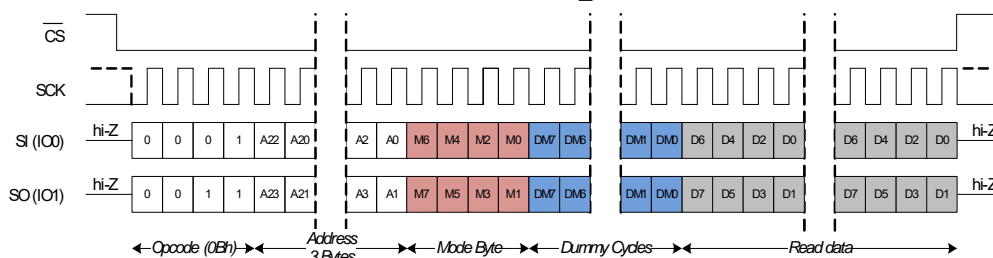 CS
SCK
SI (IO0) hi-Z 0 0 0 1 A22 A20 A2 A0 M6 M4 M2 M0 DM7 DM6 DM1 DM0 D6 D4 D2 D0 D6 D4 D2 D0 hi-Z
SO (IO1) hi-Z 0 0 1 1 A23 A21 A3 A1 M7 M5 M3 M1 DM7 DM6 DM1 DM0 D7 D5 D3 D1 D7 D5 D3 D1 hi-Z
Opcode (0Bh) Address Mode Byte Dummy Cycles Read data
3 Bytes